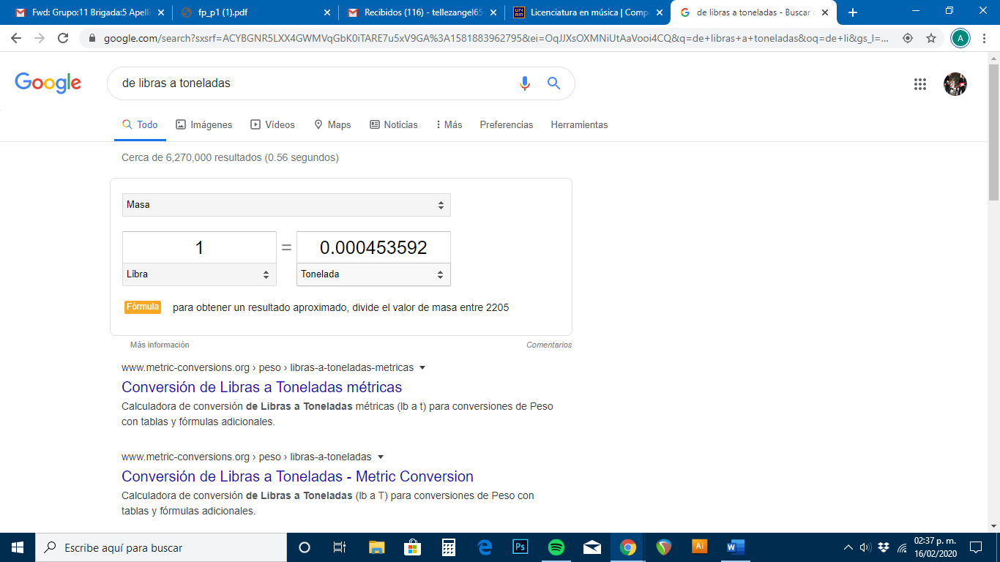 Fwd: Grupo:11 Brigada:5 Apelli
fp_p1 (1).pdf
Recibidos (116) - tellezangel65
Licenciatura en música | Compo
de libras a toneladas - Buscar c
google.com/search?sxsrf=ACYBGNR5LXX4GWMVqGbK0iTARE7u5xV9GA%3A1581883962795&ei=OqJJXsOXMNiUtAaVooi4CQ&q=de+libras+a+toneladas&oq=de+li&gs_l=...
A
Google
de libras a toneladas
Todo Imágenes Vídeos Maps Noticias Más Preferencias Herramientas
Cerca de 6,270,000 resultados (0.56 segundos)
Masa
1 = 0.000453592
Libra Tonelada
Fórmula para obtener un resultado aproximado, divide el valor de masa entre 2205
Más información Comentarios
www.metric-conversions.org › peso › libras-a-toneladas-metricas
Conversión de Libras a Toneladas métricas
Calculadora de conversión de Libras a Toneladas métricas (lb a t) para conversiones de Peso
con tablas y fórmulas adicionales.
www.metric-conversions.org › peso › libras-a-toneladas
Conversión de Libras a Toneladas - Metric Conversion
Calculadora de conversión de Libras a Toneladas (lb a T) para conversiones de Peso con
tablas y fórmulas adicionales.
Escribe aquí para buscar
Ps
Ai
W
02:37 p. m.
16/02/2020